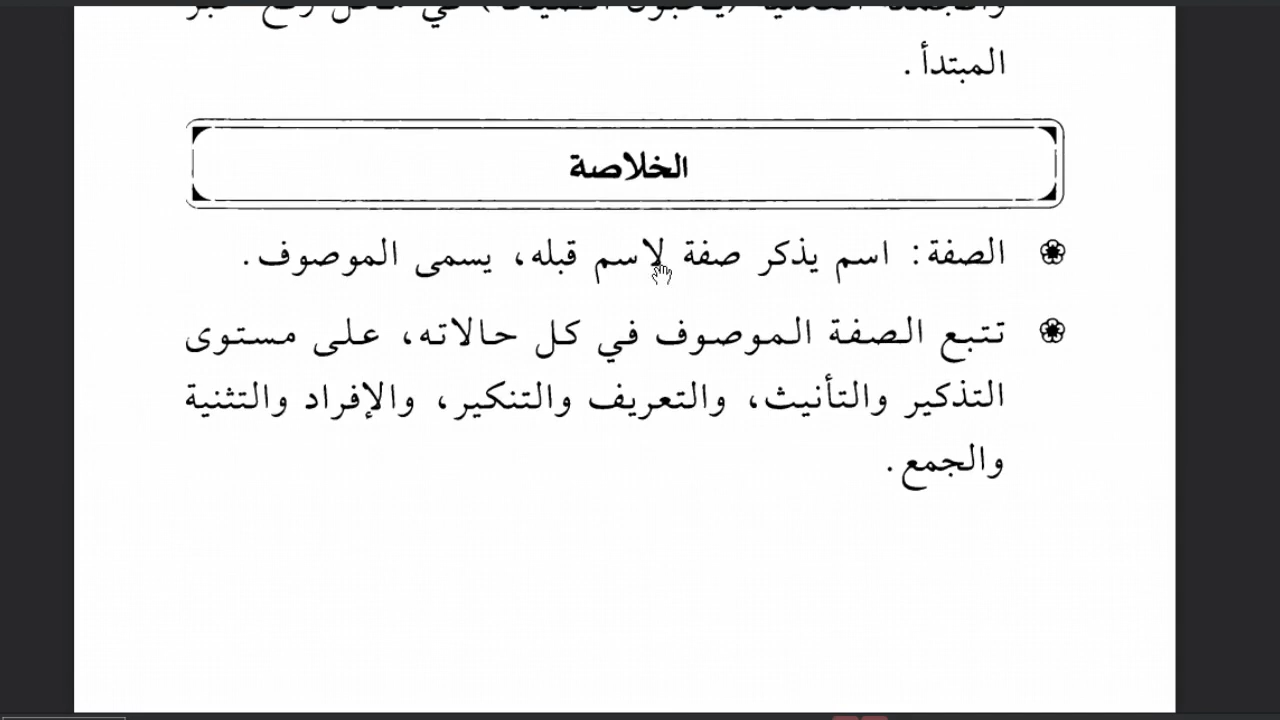 المبتدأ .
الخلاصة
الصفة: اسم يذكر صفة لاسم قبله، يسمى الموصوف .
تتبع الصفة الموصوف في كل حالاته، على مستوى
التذكير والتأنيث، والتعريف والتنكير، والإفراد والتثنية
والجمع .